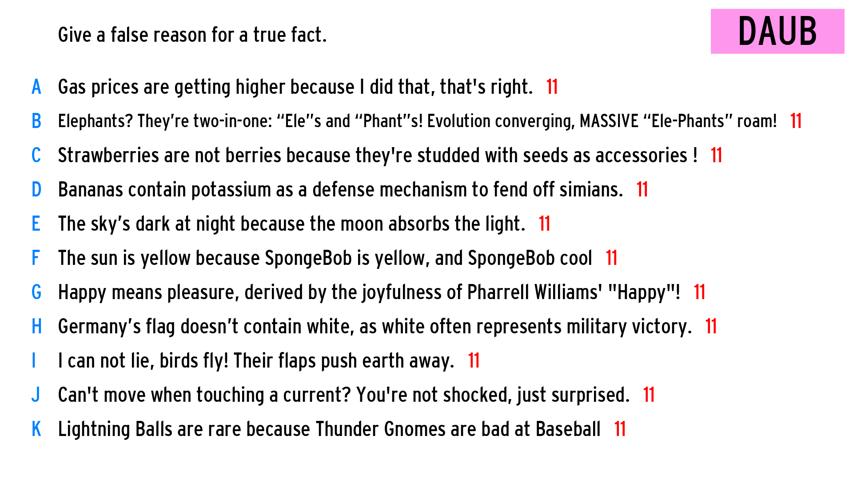 Give a false reason for a true fact.
DAUB
A Gas prices are getting higher because I did that, that's right. 11
B Elephants? They’re two-in-one: “Ele”s and “Phant”s! Evolution converging, MASSIVE “Ele-Phants” roam! 11
C Strawberries are not berries because they're studded with seeds as accessories ! 11
D Bananas contain potassium as a defense mechanism to fend off simians. 11
E The sky’s dark at night because the moon absorbs the light. 11
F The sun is yellow because SpongeBob is yellow, and SpongeBob cool 11
G Happy means pleasure, derived by the joyfulness of Pharrell Williams' "Happy"! 11
H Germany’s flag doesn’t contain white, as white often represents military victory. 11
I I can not lie, birds fly! Their flaps push earth away. 11
J Can't move when touching a current? You're not shocked, just surprised. 11
K Lightning Balls are rare because Thunder Gnomes are bad at Baseball 11